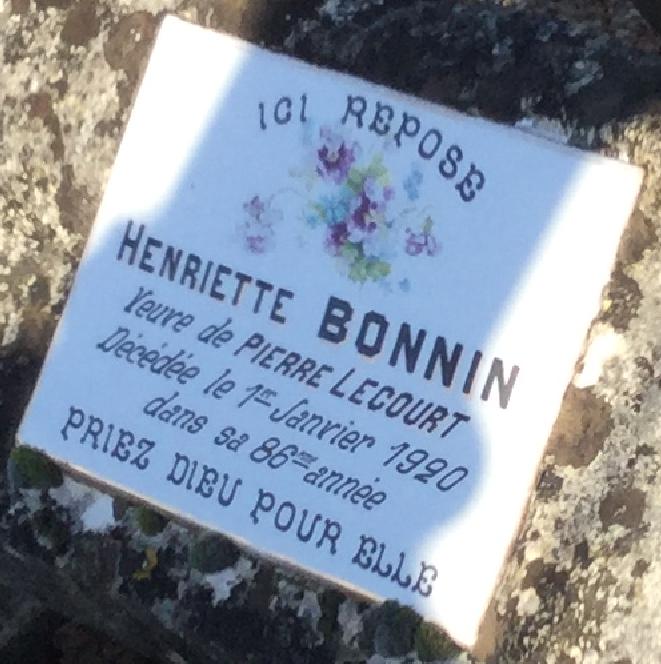 ICI REPOSE
HENRIETTE BONNIN
Veuve de PIERRE LECOURT
Décédée le 1er Janvier 1920
dans sa 86me année
PRIEZ DIEU POUR ELLE